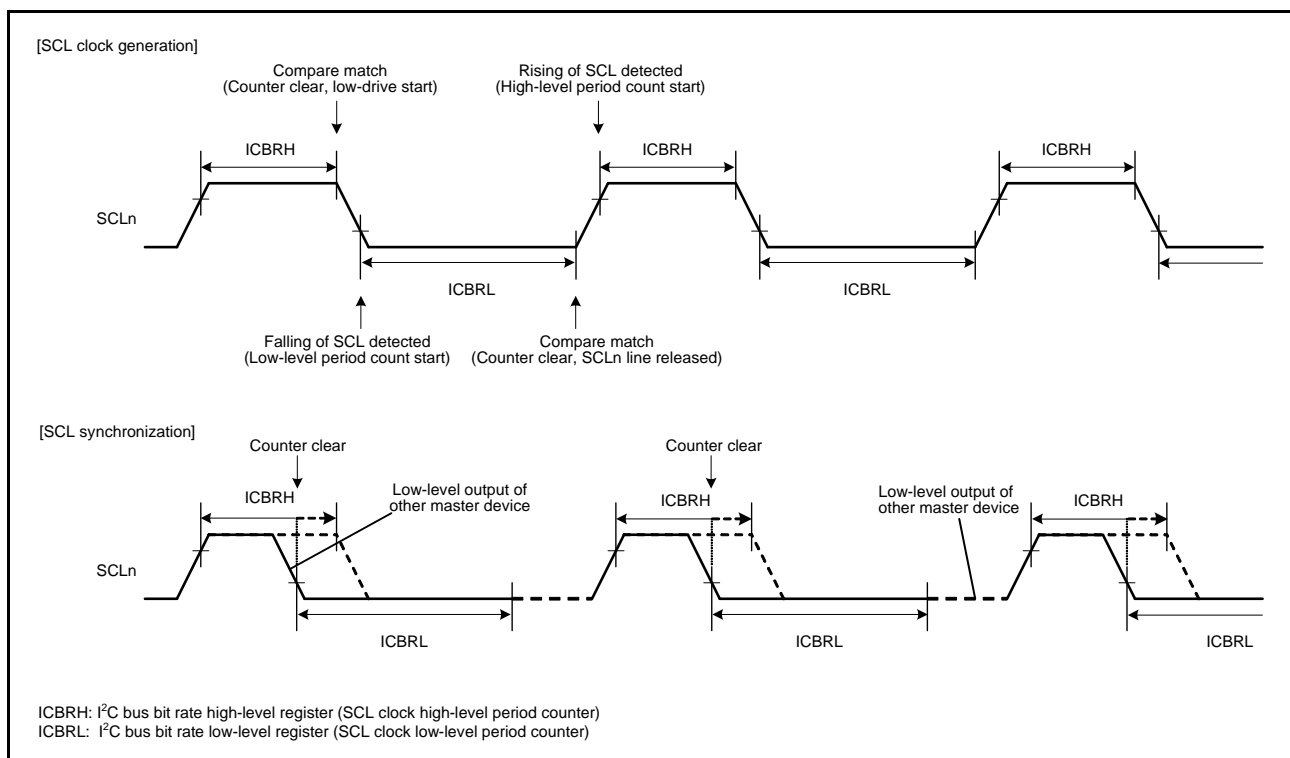 [SCL clock generation]
Compare match
(Counter clear, low-drive start)
Rising of SCL detected
(High-level period count start)
ICBRH
ICBRH
ICBRH
SCLn
ICBRL
ICBRL
Falling of SCL detected
(Low-level period count start)
Compare match
(Counter clear, SCLn line released)
[SCL synchronization]
Counter clear
Counter clear
ICBRH
Low-level output of
other master device
ICBRH
Low-level output of
other master device
ICBRH
SCLn
ICBRL
ICBRL
ICBRL
ICBRH: I²C bus bit rate high-level register (SCL clock high-level period counter)
ICBRL: I²C bus bit rate low-level register (SCL clock low-level period counter)